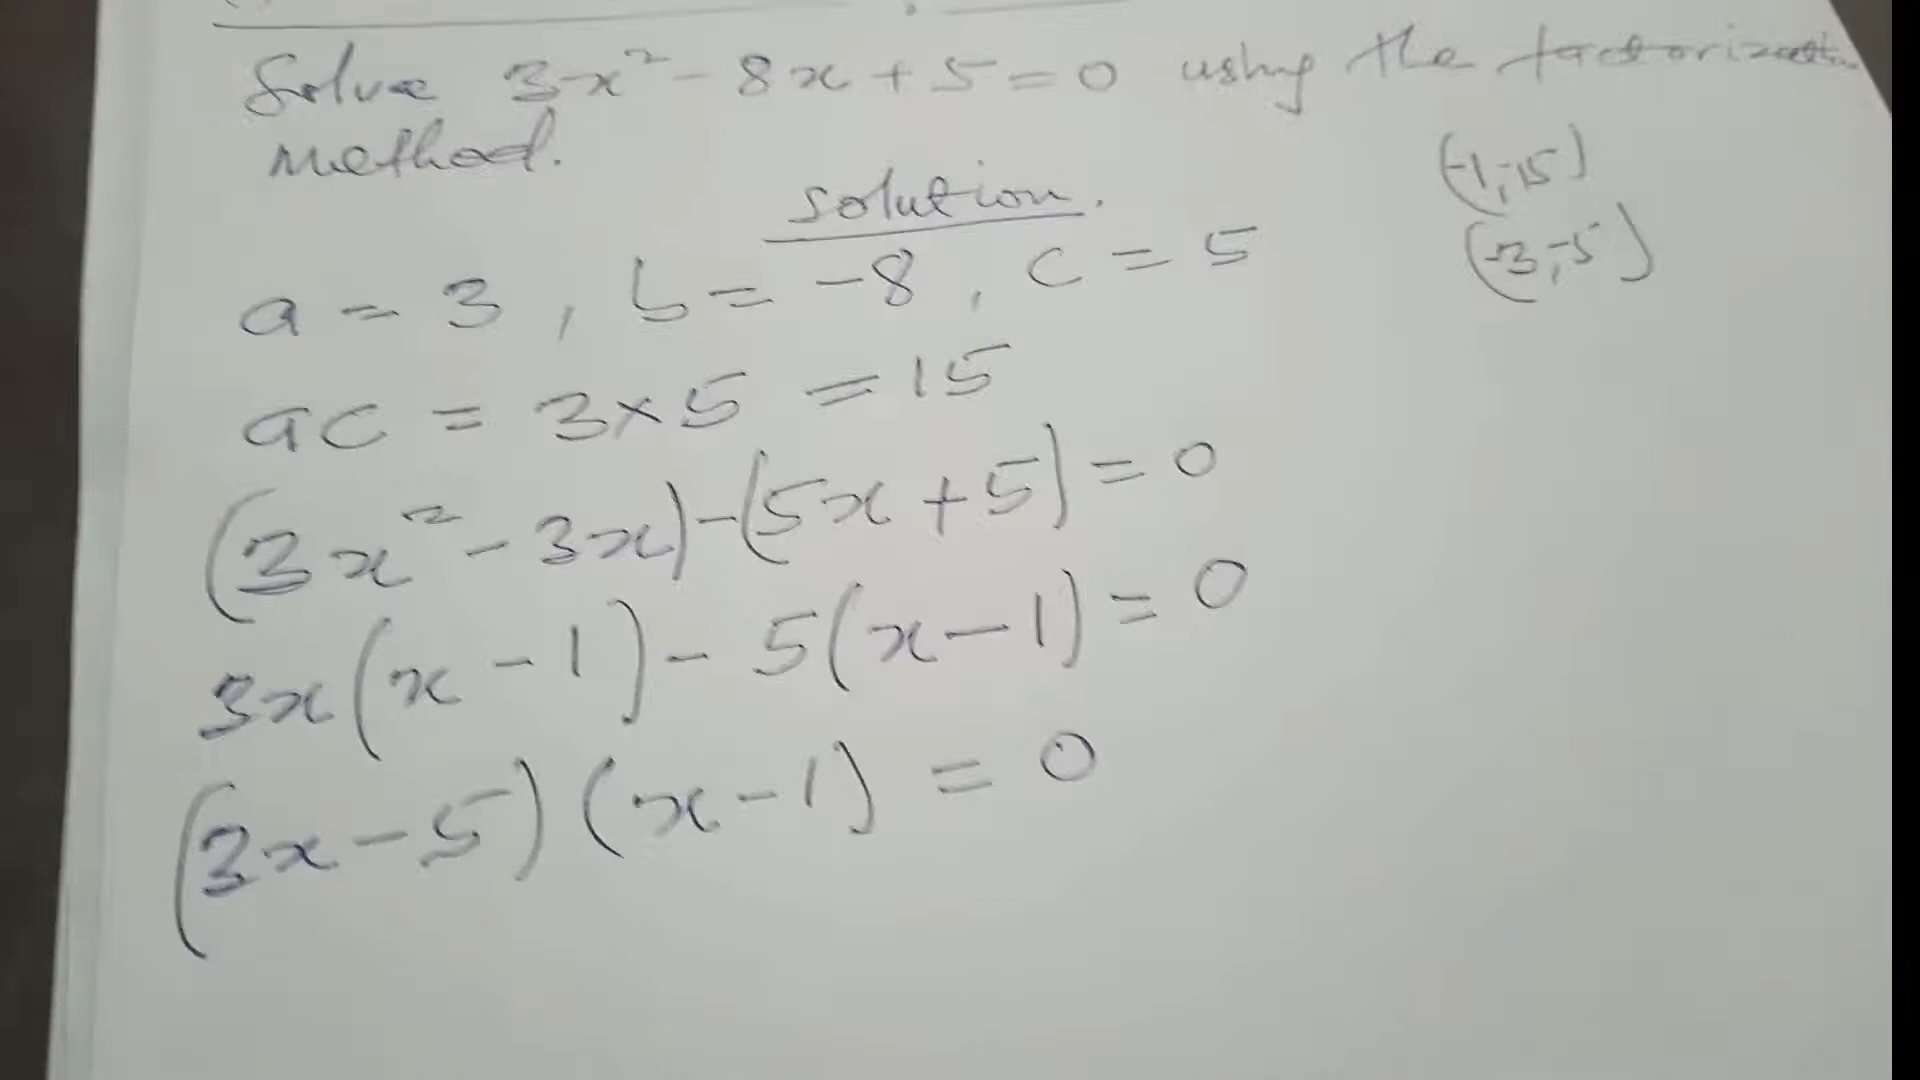 Solve 3x² - 8x + 5 = 0 using the factorization
method.
solution.
(-1,-15)
(-3,-5)
a = 3, b = -8, c = 5
ac = 3×5 = 15
(3x² - 3x) - (5x + 5) = 0
3x(x - 1) - 5(x - 1) = 0
(3x - 5)(x - 1) = 0